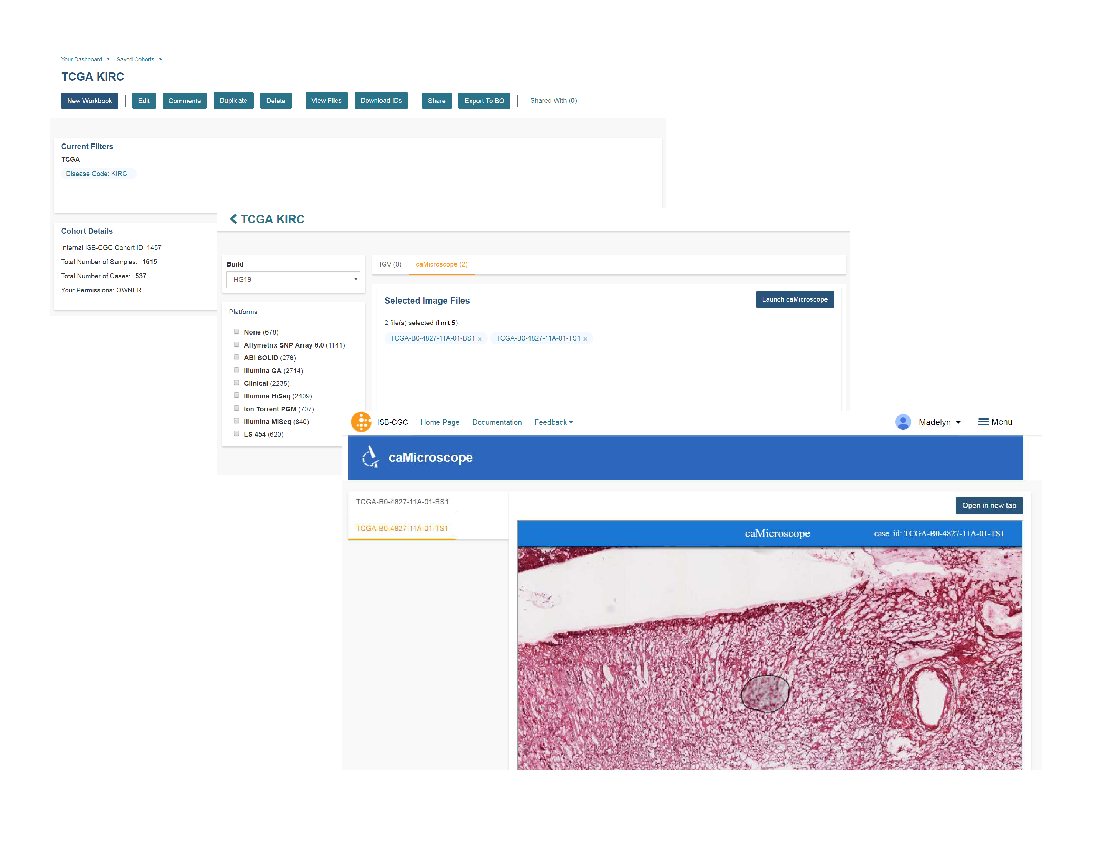 Your Dashboard Saved Cohorts
TCGA KIRC
New Workbook | Edit Comments Duplicate Delete View Files Download IDs Share Export To BQ | Shared With (0)
Current Filters
TCGA
Disease Code: KIRC
Cohort Details
Internal ISB-CGC Cohort ID: 1457
Total Number of Samples: 1615
Total Number of Cases: 537
Your Permissions: OWNER
TCGA KIRC
Build
HG19
Platforms
None (678)
Affymetrix SNP Array 6.0 (1141)
ABI SOLID (276)
Illumina GA (2714)
Clinical (2235)
Illumina HiSeq (2409)
Ion Torrent PGM (707)
Illumina MiSeq (840)
LS 454 (620)
IGV (0) caMicroscope (2)
Selected Image Files
Launch caMicroscope
2 file(s) selected (limit 5)
TCGA-B0-4827-11A-01-BS1 x TCGA-B0-4827-11A-01-TS1 x
ISB-CGC Home Page Documentation Feedback Madelyn Menu
caMicroscope
TCGA-B0-4827-11A-01-BS1
TCGA-B0-4827-11A-01-TS1
Open in new tab
caMicroscope case_id: TCGA-B0-4827-11A-01-TS1